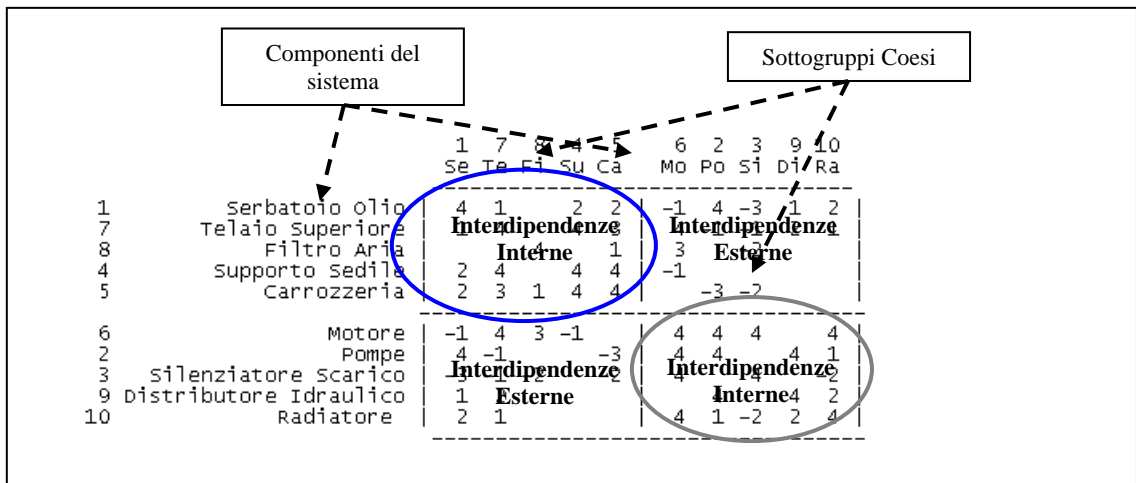 Componenti del
sistema
Sottogruppi Coesi
1 7 8 4 5 6 2 3 9 10
Se Te Fi Su Ca Mo Po Si Di Ra
1 Serbatoio Olio 4 1 2 2 -1 4 -3 1 2
7 Telaio Superiore
Interdipendenze
Interne
Interdipendenze
Esterne
8 Filtro Aria 1 3
4 Supporto Sedile 2 4 4 4 -1
5 Carrozzeria 2 3 1 4 4 -3 -2
6 Motore -1 4 3 -1 4 4 4 4
2 Pompe 4 -1 -3 4 4 4 1
3 Silenziatore Scarico
Interdipendenze
Esterne
Interdipendenze
Interne
9 Distributore Idraulico 1 4 2
10 Radiatore 2 1 4 1 -2 2 4